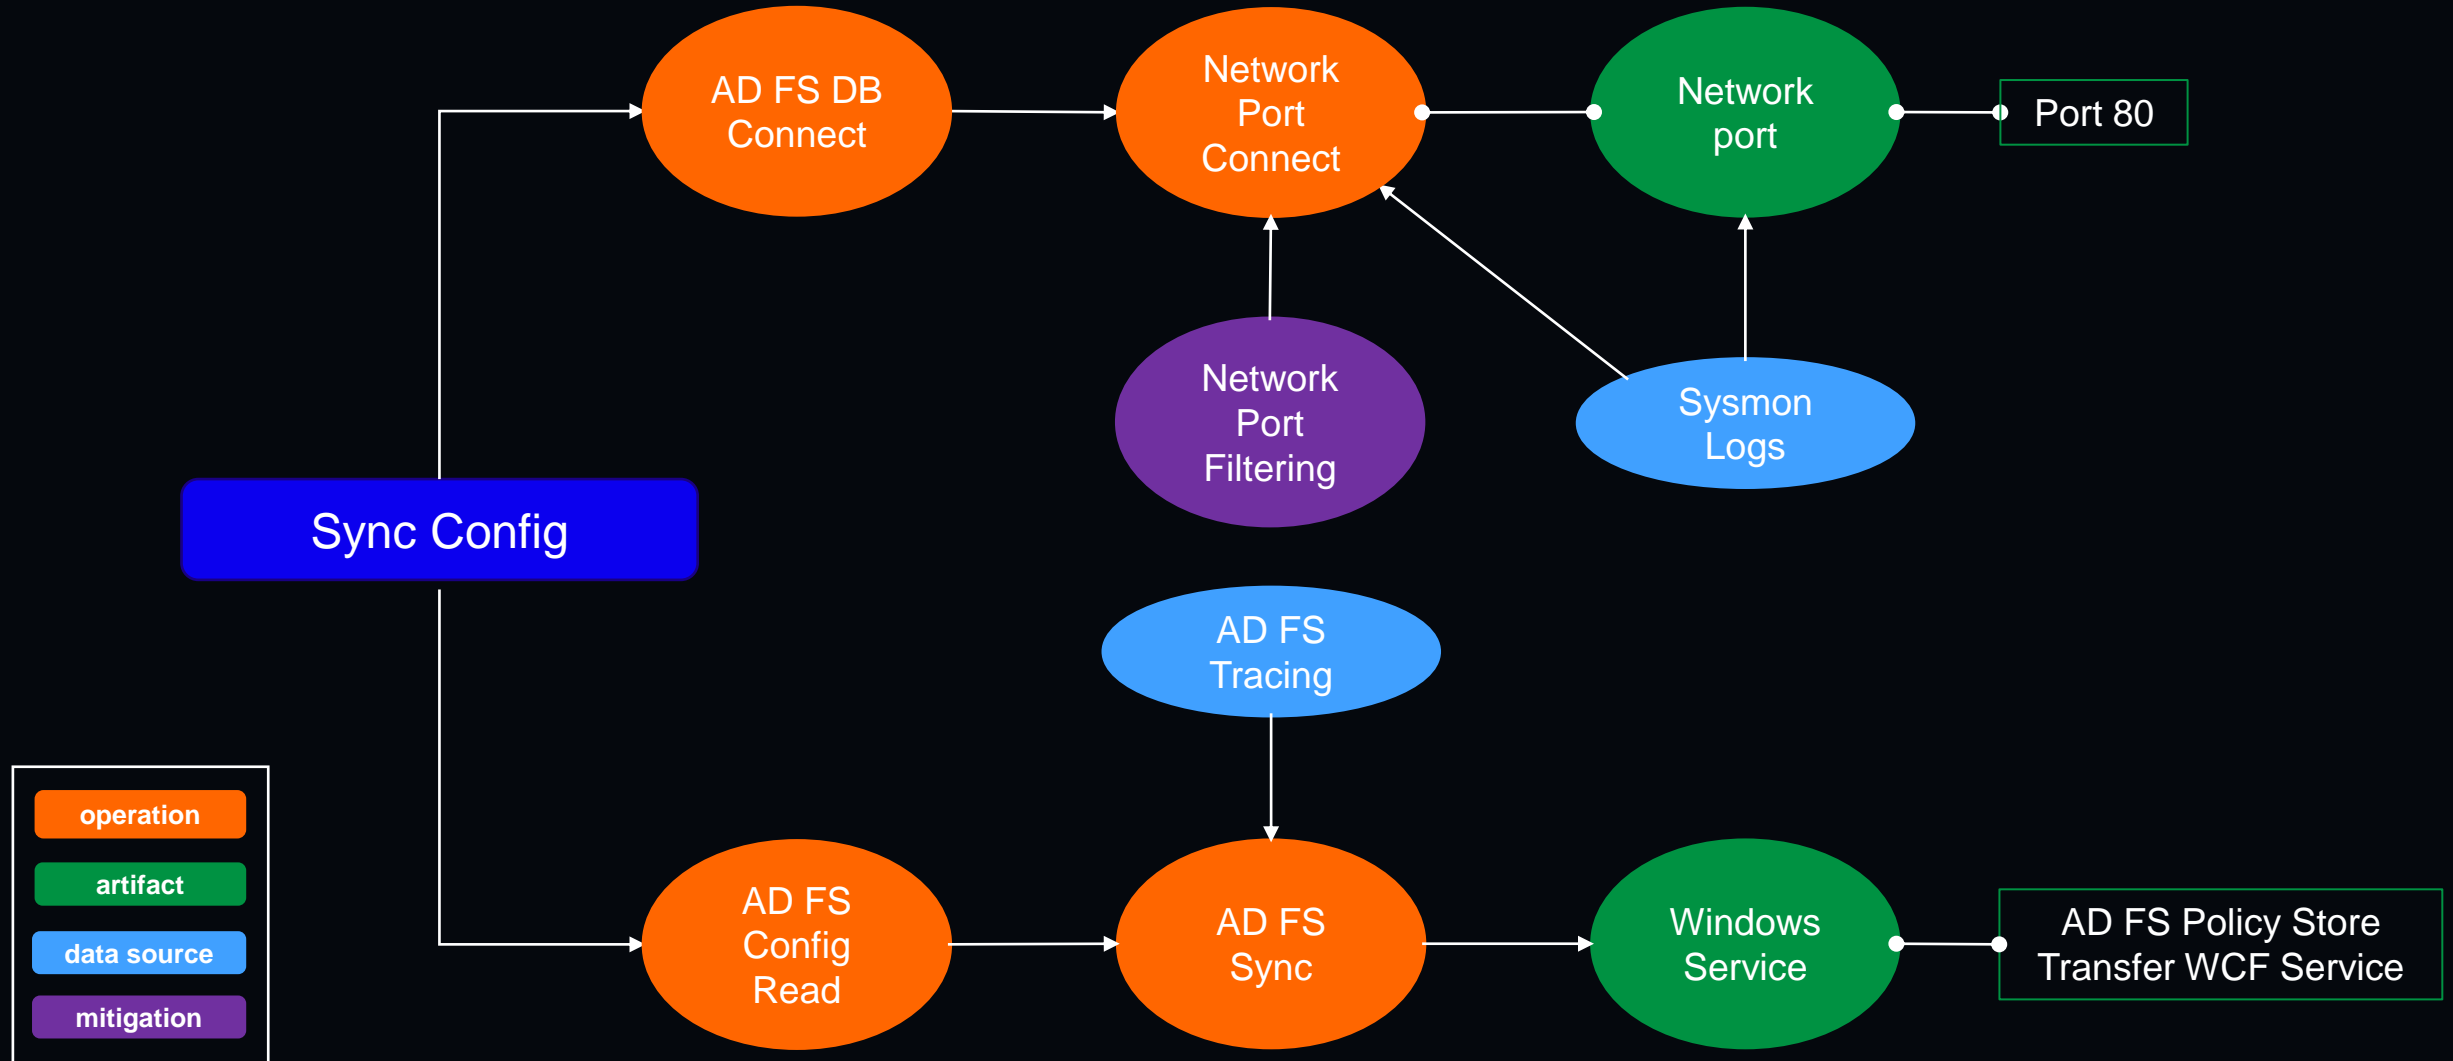 AD FS DB
Connect
Network
Port
Connect
Network
port
Port 80
Network
Port
Filtering
Sysmon
Logs
Sync Config
AD FS
Tracing
operation
artifact
data source
mitigation
AD FS
Config
Read
AD FS
Sync
Windows
Service
AD FS Policy Store
Transfer WCF Service